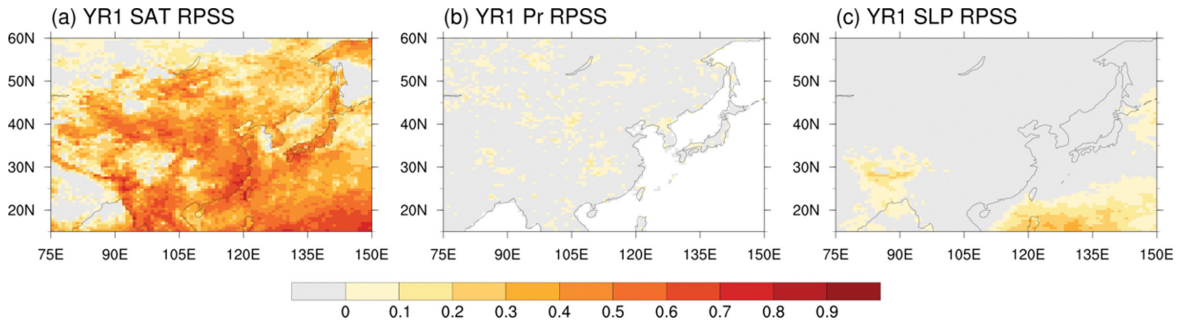 (a) YR1 SAT RPSS (b) YR1 Pr RPSS (c) YR1 SLP RPSS
60N 60N 60N
50N 50N 50N
40N 40N 40N
30N 30N 30N
20N 20N 20N
75E 90E 105E 120E 135E 150E 75E 90E 105E 120E 135E 150E 75E 90E 105E 120E 135E 150E
0 0.1 0.2 0.3 0.4 0.5 0.6 0.7 0.8 0.9